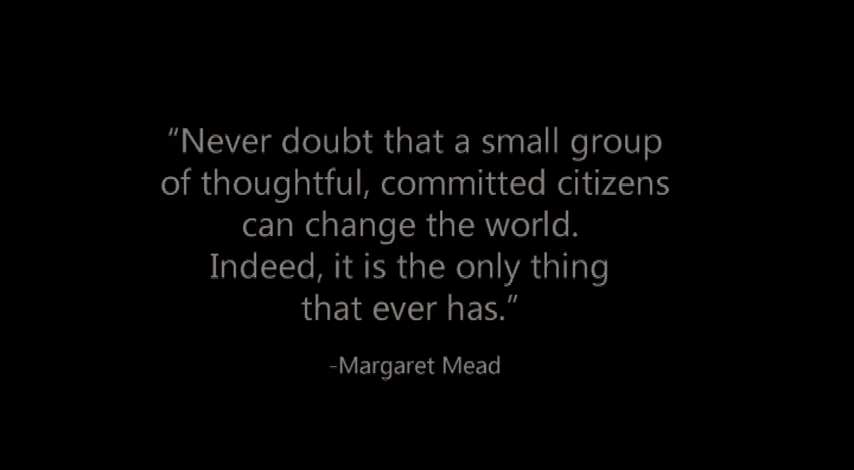 “Never doubt that a small group
of thoughtful, committed citizens
can change the world.
Indeed, it is the only thing
that ever has.”
-Margaret Mead